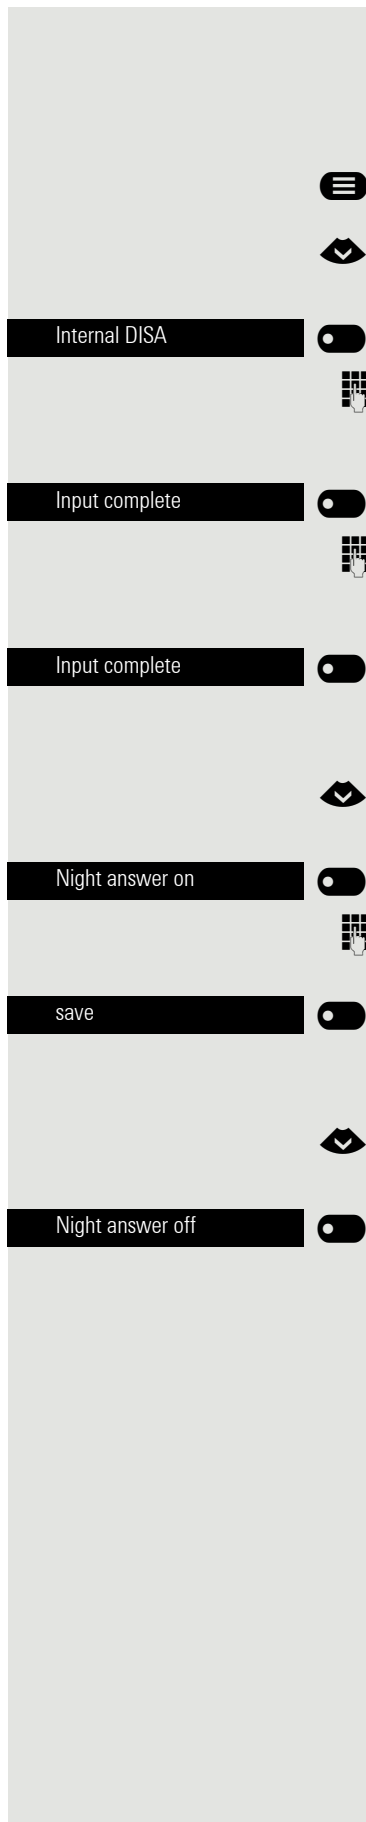 Internal DISA
Input complete
Input complete
Night answer on
save
Night answer off